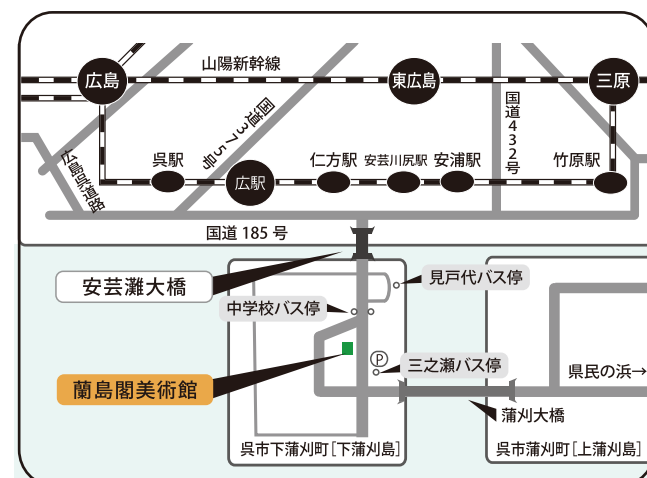 山陽新幹線
広島
東広島
三原
国道375号
国道432号
広島呉道路
呉駅
広駅
仁方駅
安芸川尻駅
安浦駅
竹原駅
国道 185 号
安芸灘大橋
見戸代バス停
中学校バス停
P
三之瀬バス停
蘭島閣美術館
県民の浜→
蒲刈大橋
呉市下蒲刈町[下蒲刈島]
呉市蒲刈町[上蒲刈島]